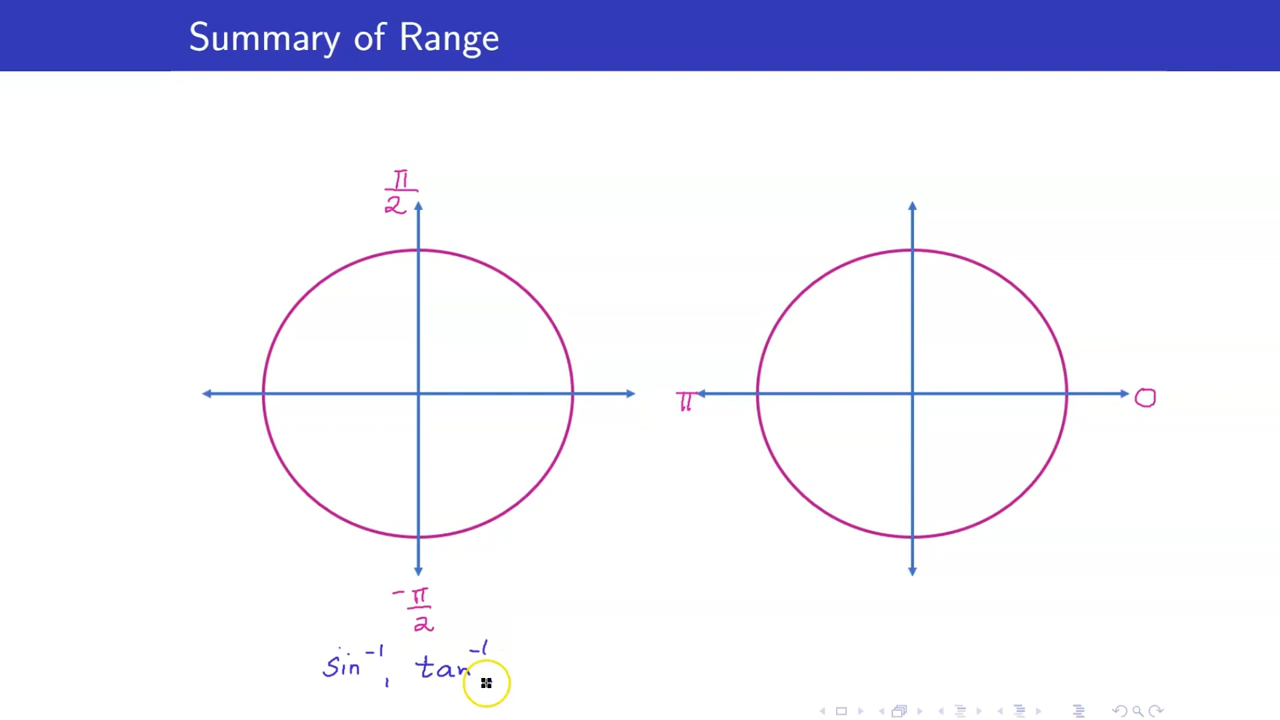 Summary of Range
π/2
π
0
-π/2
sin⁻¹, tan⁻¹